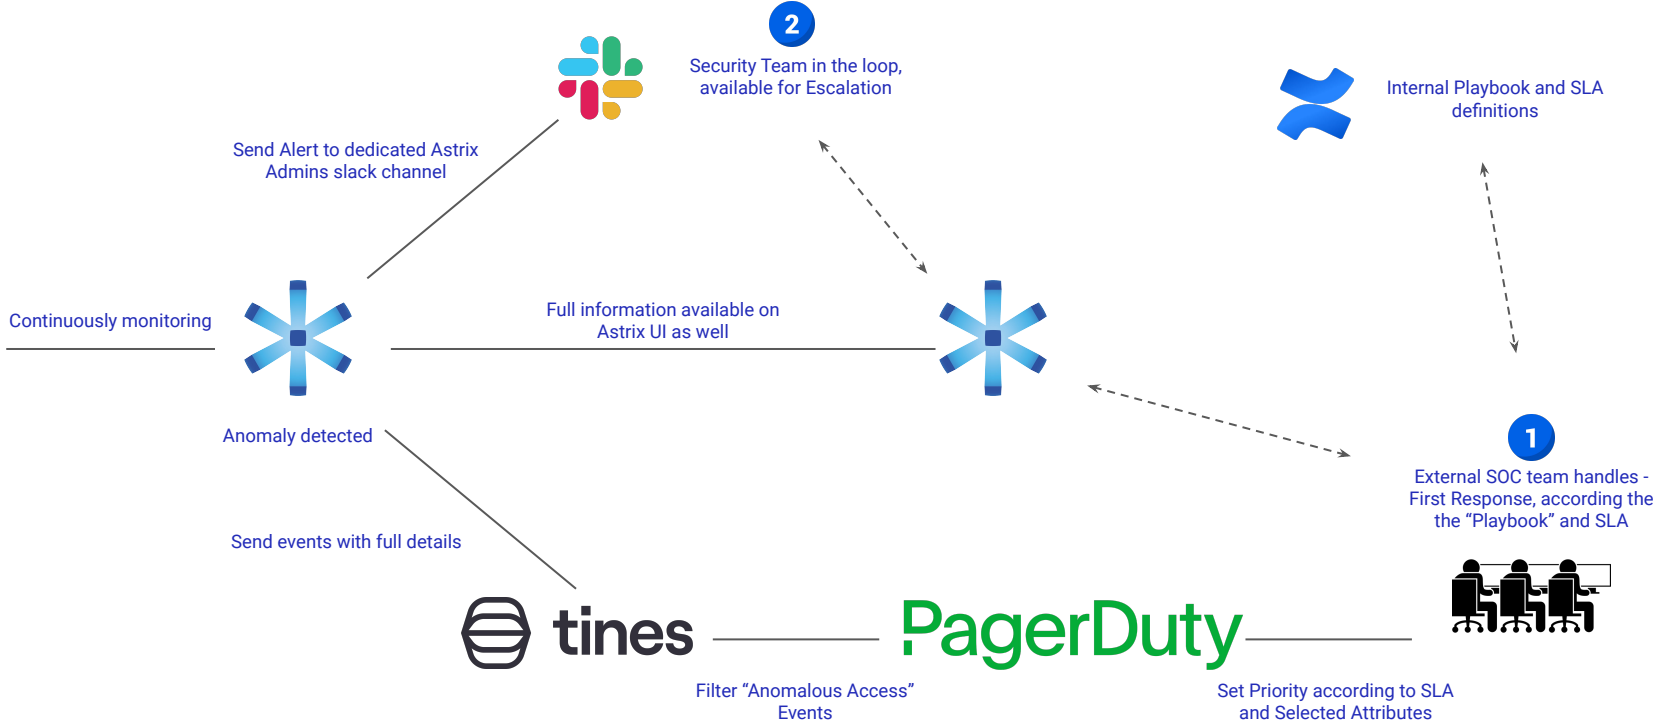 2
Security Team in the loop,
available for Escalation
Internal Playbook and SLA
definitions
Send Alert to dedicated Astrix
Admins slack channel
Continuously monitoring
Full information available on
Astrix UI as well
Anomaly detected
1
External SOC team handles -
First Response, according the
the “Playbook” and SLA
Send events with full details
tines
PagerDuty
Filter “Anomalous Access”
Events
Set Priority according to SLA
and Selected Attributes